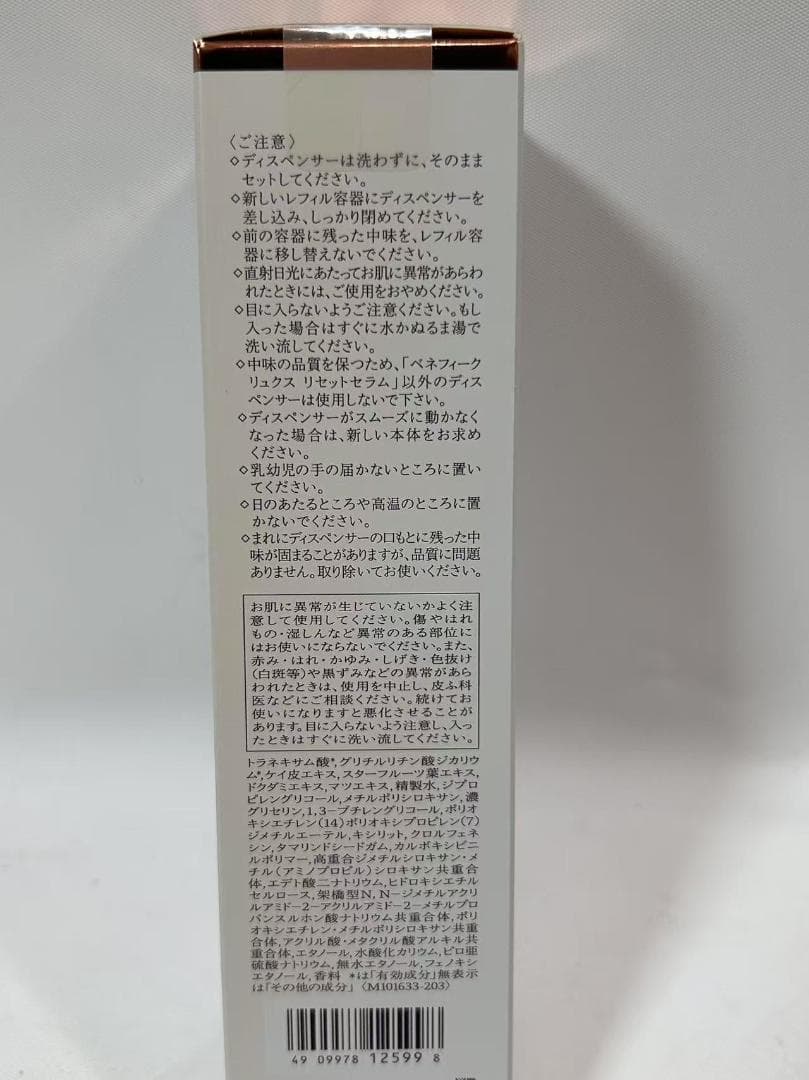 〈ご注意〉
◇ディスペンサーは洗わずに、そのまま
セットしてください。
◇新しいレフィル容器にディスペンサーを
差し込み、しっかり閉めてください。
◇前の容器に残った中味を、レフィル容
器に移し替えないでください。
◇直射日光にあたってお肌に異常があらわ
れたときには、ご使用をおやめください。
◇目に入らないようご注意ください。もし
入った場合はすぐに水かぬるま湯で
洗い流してください。
◇中味の品質を保つため、「ベネフィーク
リュクス リセットセラム」以外のディス
ペンサーは使用しないで下さい。
◇ディスペンサーがスムーズに動かなく
なった場合は、新しい本体をお求め
ください。
◇乳幼児の手の届かないところに置い
てください。
◇日のあたるところや高温のところに置
かないでください。
◇まれにディスペンサーの口もとに残った中
味が固まることがありますが、品質に問題
ありません。取り除いてお使いください。
お肌に異常が生じていないかよく注
意して使用してください。傷やはれ
もの・湿しんなど異常のある部位に
はお使いにならないでください。また、
赤み・はれ・かゆみ・しげき・色抜け
(白斑等)や黒ずみなどの異常があら
われたときは、使用を中止し、皮ふ科
医などにご相談ください。続けてお
使いになりますと悪化させることが
あります。目に入らないよう注意し、入っ
たときはすぐに洗い流してください。
トラネキサム酸*,グリチルリチン酸ジカリウ
ム*,ケイ皮エキス,スターフルーツ葉エキス,
ドクダミエキス,マツエキス,精製水,ジプロ
ピレングリコール,メチルポリシロキサン,濃
グリセリン,1,3-ブチレングリコール,ポリオ
キシエチレン(14)ポリオキシプロピレン(7)
ジメチルエーテル,キシリット,クロルフェネ
シン,タマリンドシードガム,カルボキシビニ
ルポリマー,高重合ジメチルシロキサン・メ
チル(アミノプロピル)シロキサン共重合
体,エデト酸二ナトリウム,ヒドロキシエチル
セルロース,架橋型N,N-ジメチルアクリ
ルアミド-2-アクリルアミド-2-メチルプロ
パンスルホン酸ナトリウム共重合体,ポリ
オキシエチレン・メチルポリシロキサン共重
合体,アクリル酸・メタクリル酸アルキル共
重合体,エタノール,水酸化カリウム,ピロ亜
硫酸ナトリウム,無水エタノール,フェノキシ
エタノール,香料 *は「有効成分」無表示
は「その他の成分」〈M101633-203〉
49 09978 12599 8